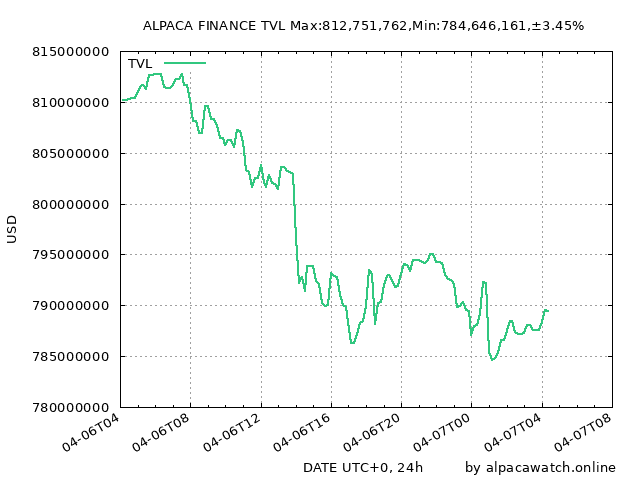 ALPACA FINANCE TVL Max:812,751,762,Min:784,646,161,±3.45%
815000000
TVL
810000000
805000000
800000000
795000000
790000000
785000000
780000000
USD
04-06T04 04-06T08 04-06T12 04-06T16 04-06T20 04-07T00 04-07T04 04-07T08
DATE UTC+0, 24h by alpacawatch.online